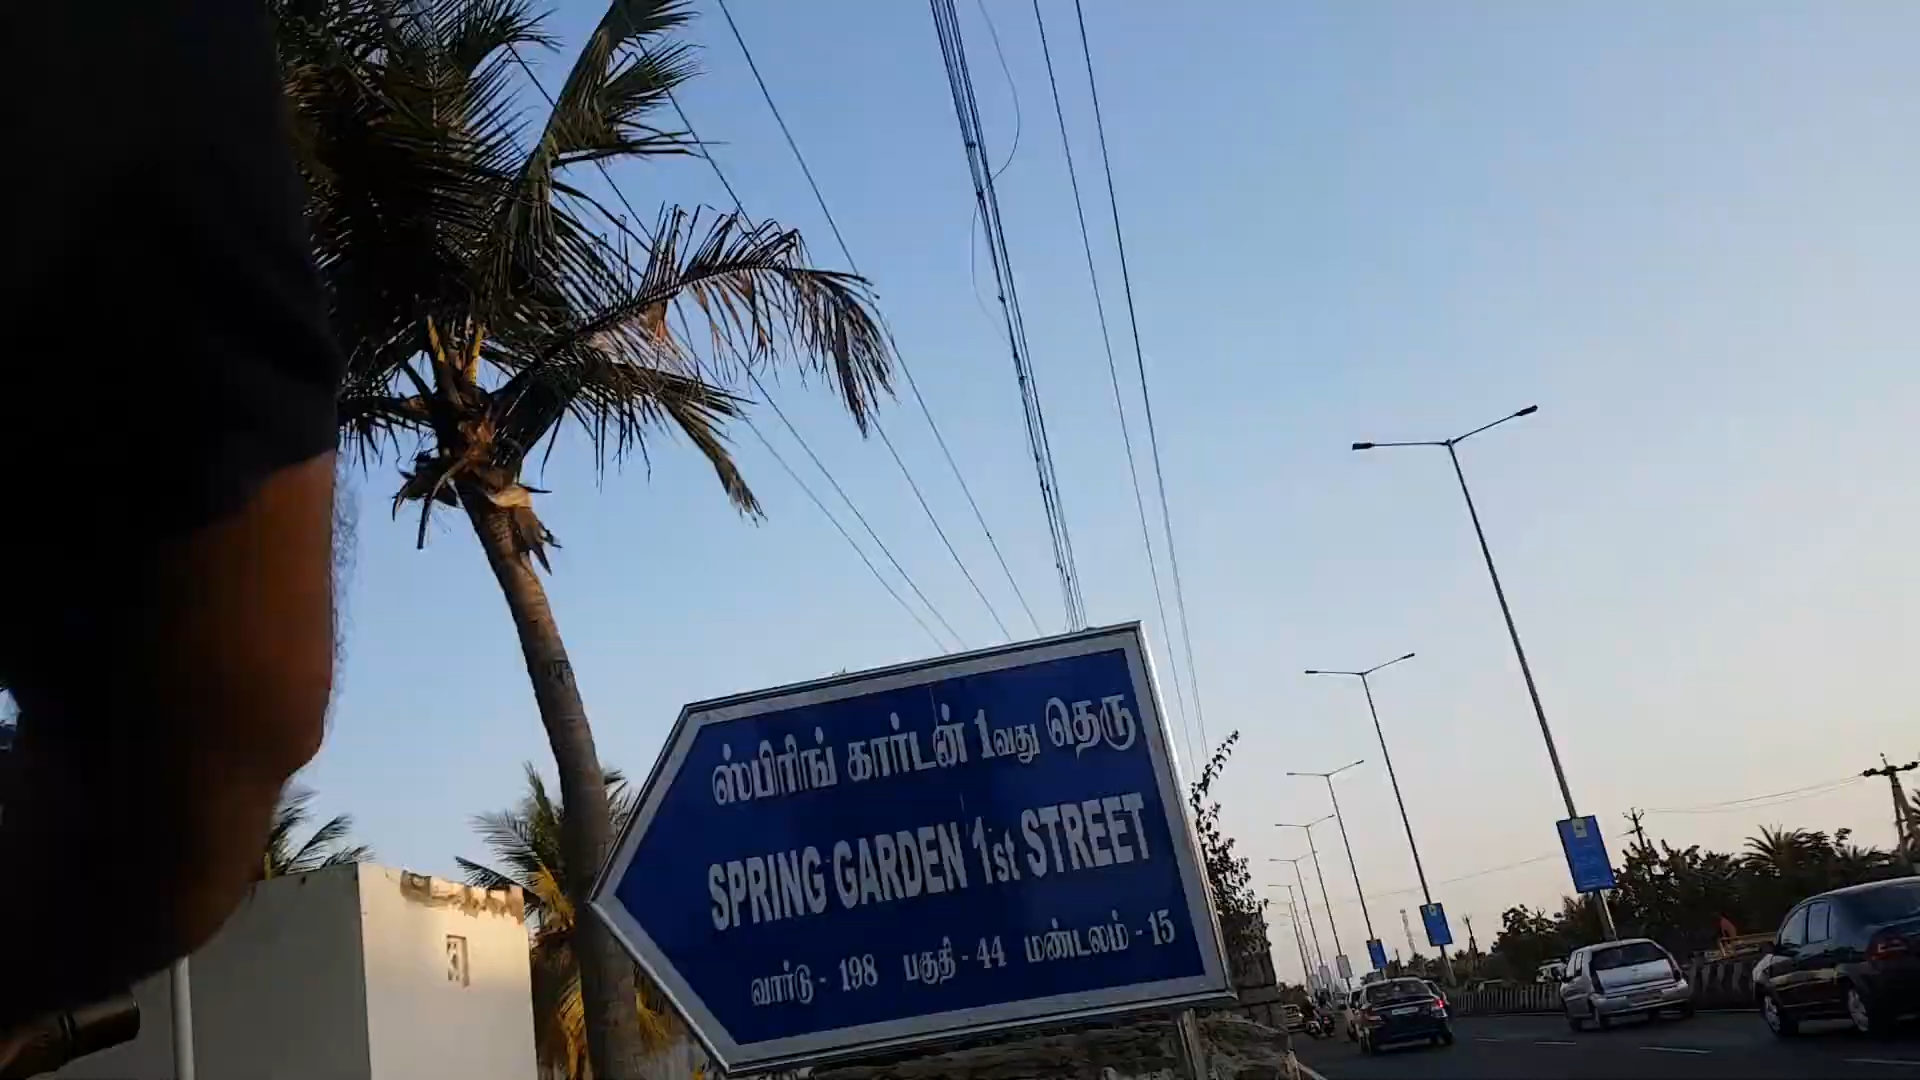 ஸ்பிரிங் கார்டன் 1வது தெரு
SPRING GARDEN 1st STREET
வார்டு - 198 பகுதி - 44 மண்டலம் - 15